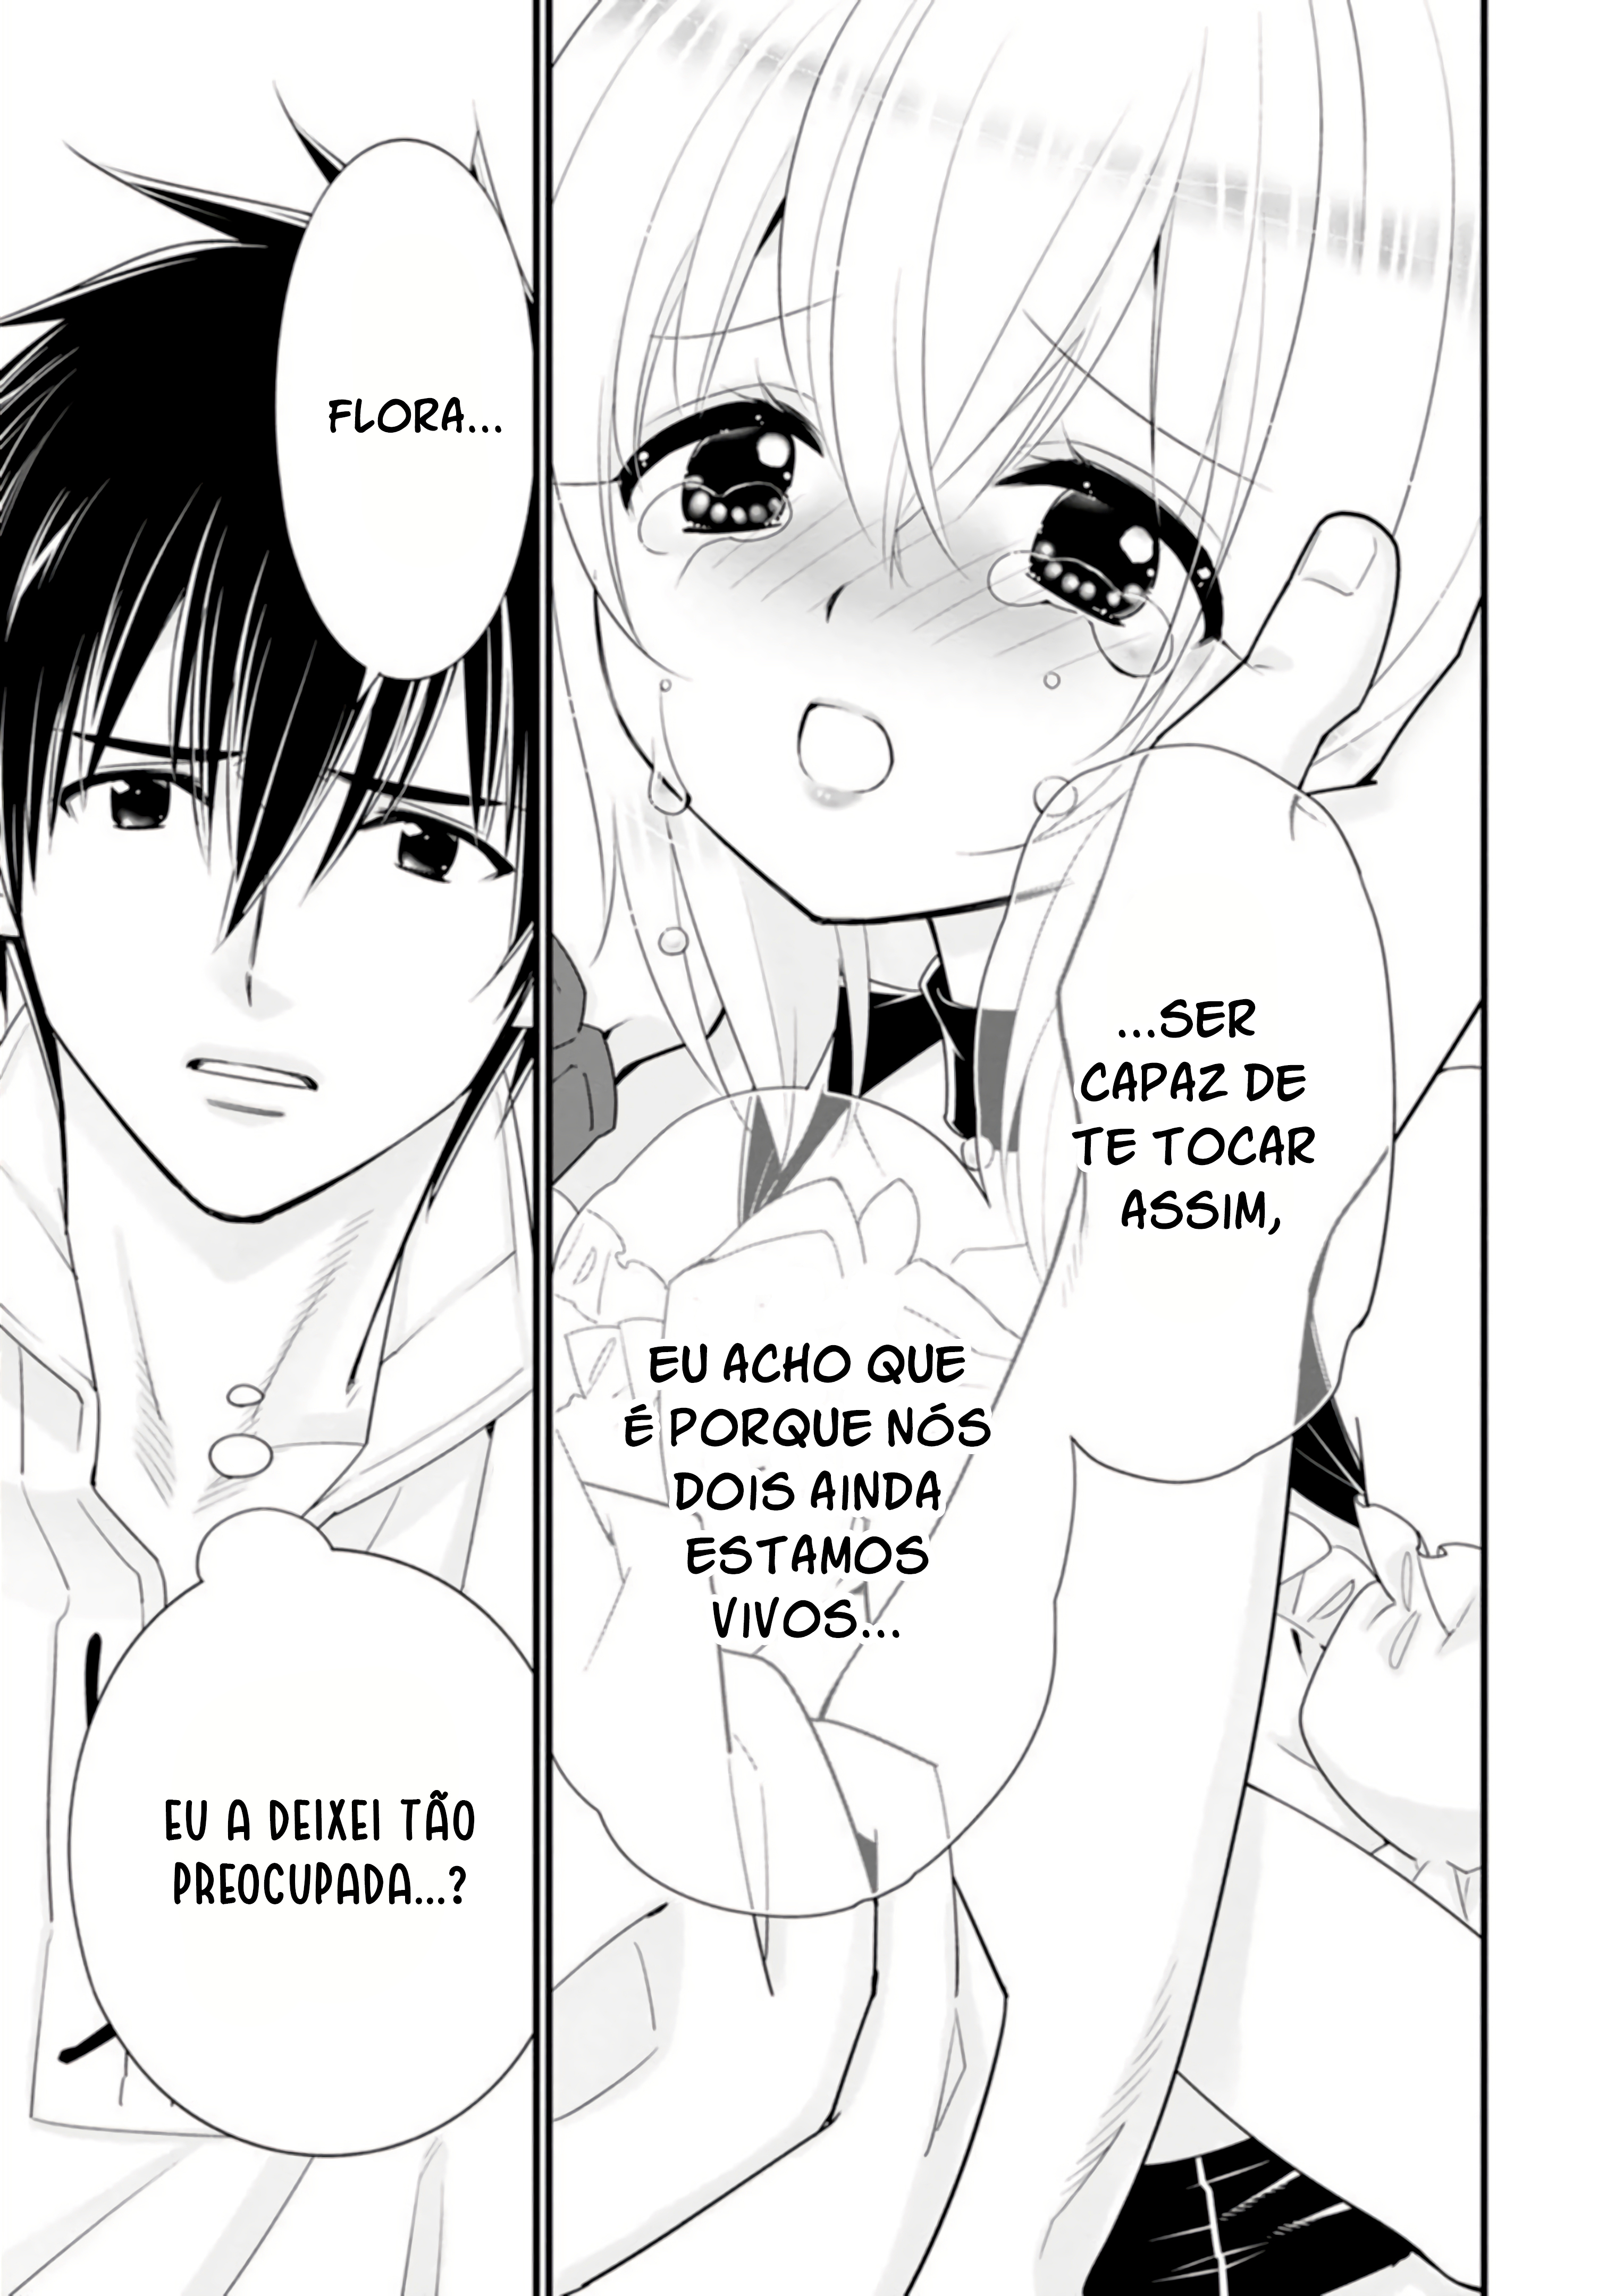 ...SER
CAPAZ DE
TE TOCAR
ASSIM,
EU ACHO QUE
É PORQUE NÓS
DOIS AINDA
ESTAMOS
VIVOS...
FLORA...
EU A DEIXEI TÃO
PREOCUPADA...?